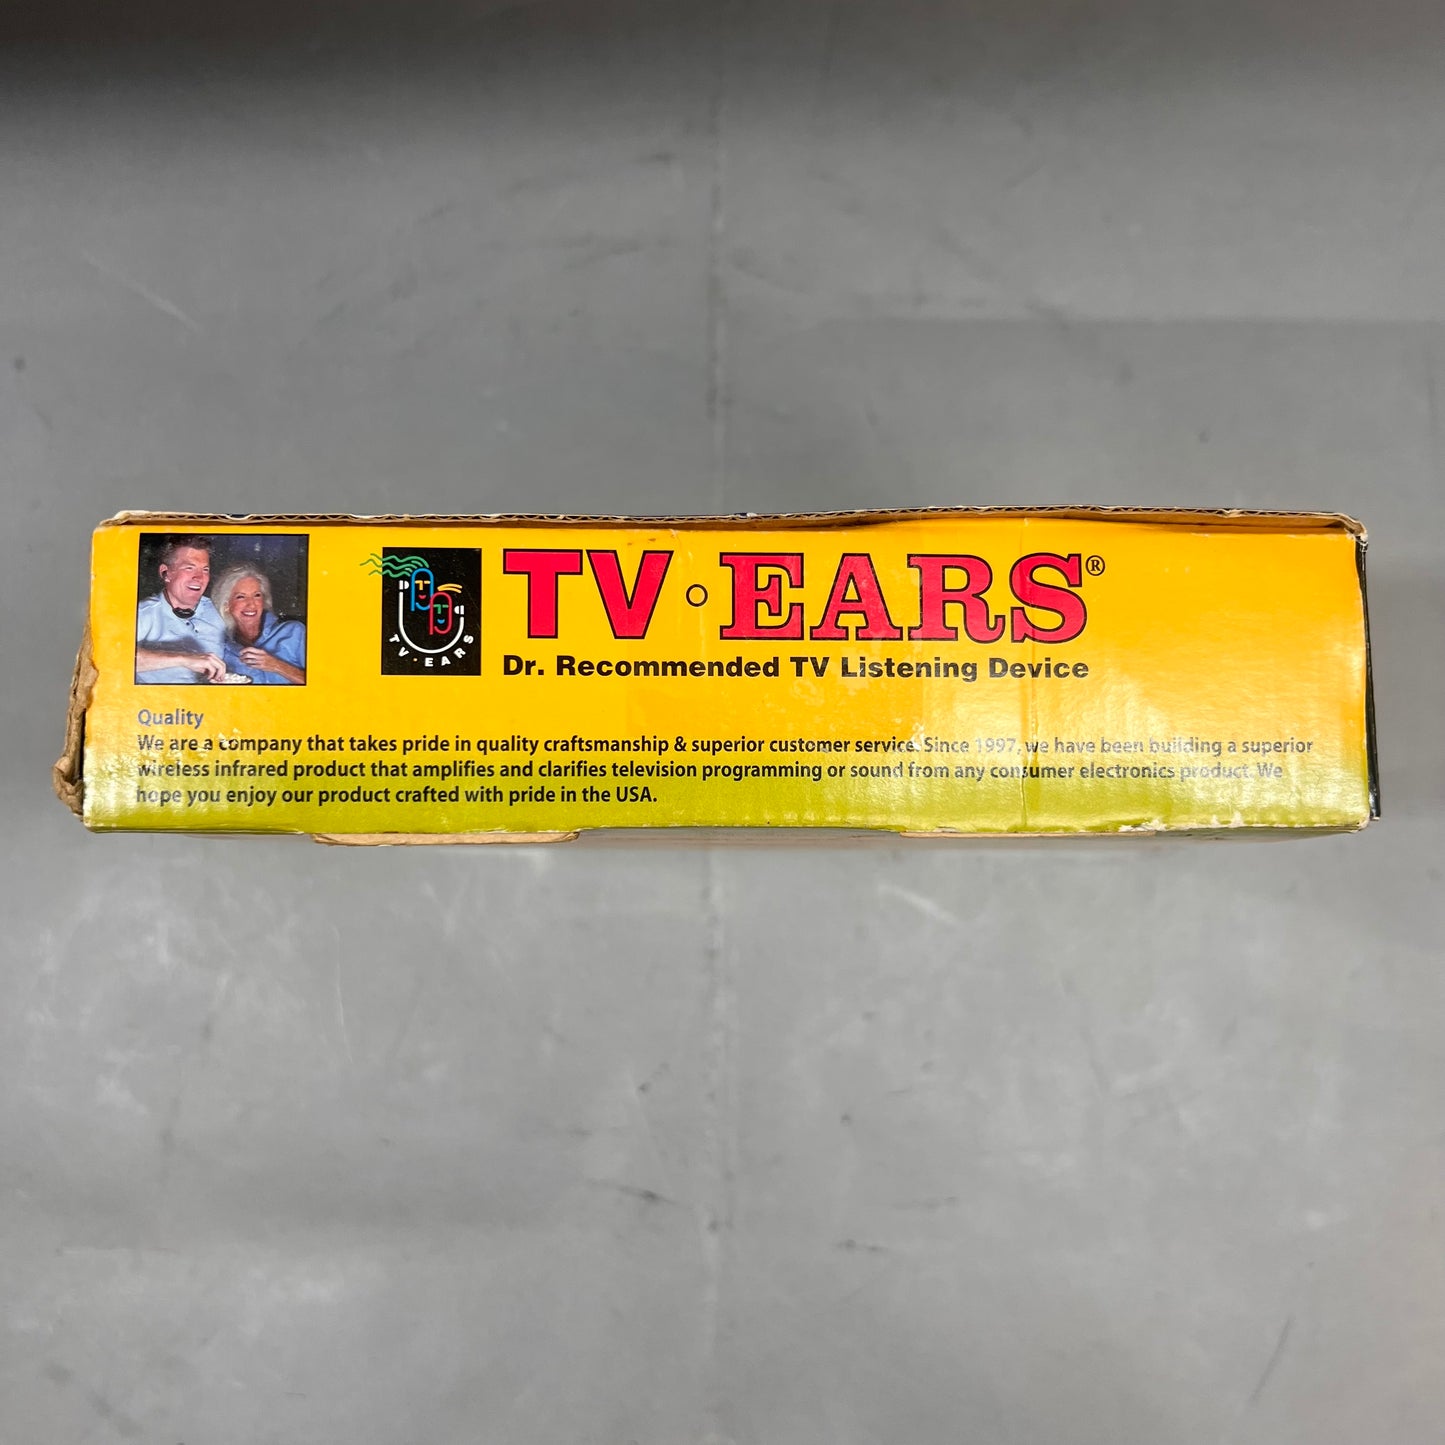 TV·EARS
TV·EARS®
Dr. Recommended TV Listening Device
Quality
We are a company that takes pride in quality craftsmanship & superior customer service. Since 1997, we have been building a superior
wireless infrared product that amplifies and clarifies television programming or sound from any consumer electronics product. We
hope you enjoy our product crafted with pride in the USA.